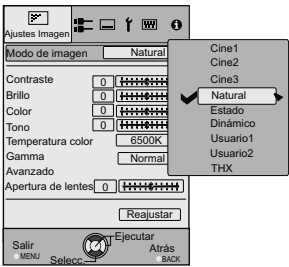 Ajustes Imagen
Modo de imagen Natural
Contraste 0
Brillo 0
Color 0
Tono 0
Temperatura color 6500K
Gamma Normal
Avanzado
Apertura de lentes 0
Reajustar
Salir
MENU
Selecc.
Ejecutar
Atrás
BACK
Cine1
Cine2
Cine3
Natural
Estado
Dinámico
Usuario1
Usuario2
THX